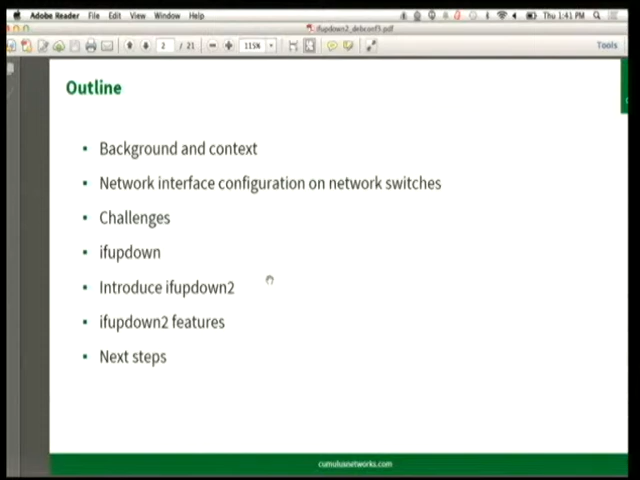 Adobe Reader File Edit View Window Help Thu 1:41 PM
ifupdown2_debconf5.pdf
2 / 21 115% Tools
Outline
Background and context
Network interface configuration on network switches
Challenges
ifupdown
Introduce ifupdown2
ifupdown2 features
Next steps
cumulusnetworks.com